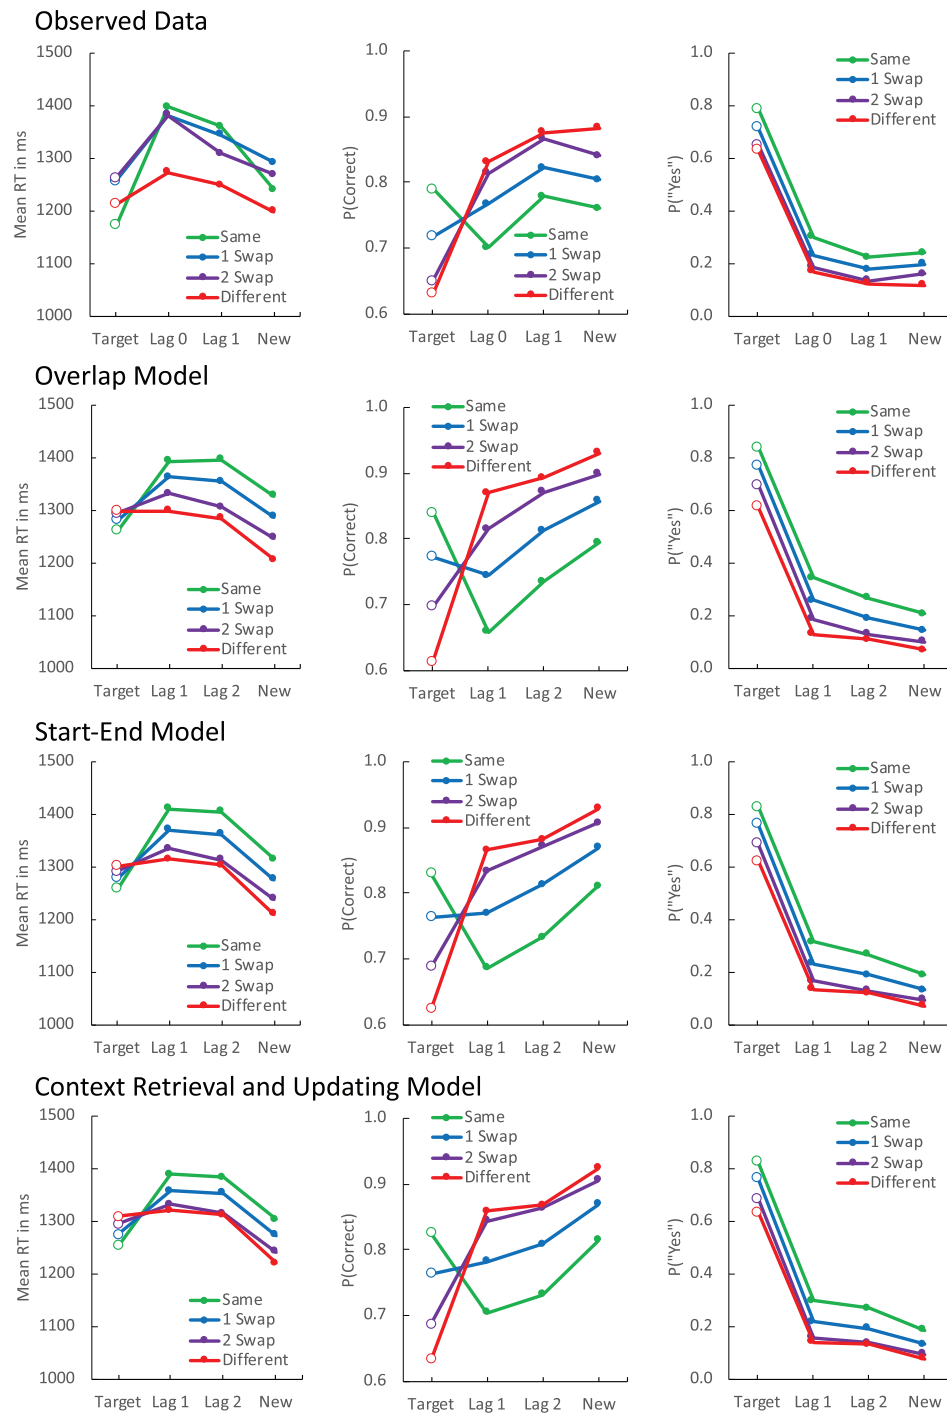 Observed Data
1500
1400
1300
1200
1100
1000
Mean RT in ms
Same
1 Swap
2 Swap
Different
Target Lag 0 Lag 1 New
1.0
0.9
0.8
0.7
0.6
P(Correct)
Same
1 Swap
2 Swap
Different
Target Lag 0 Lag 1 New
1.0
0.8
0.6
0.4
0.2
0.0
P("Yes")
Same
1 Swap
2 Swap
Different
Target Lag 0 Lag 1 New
Overlap Model
1500
1400
1300
1200
1100
1000
Mean RT in ms
Same
1 Swap
2 Swap
Different
Target Lag 1 Lag 2 New
1.0
0.9
0.8
0.7
0.6
P(Correct)
Same
1 Swap
2 Swap
Different
Target Lag 1 Lag 2 New
1.0
0.8
0.6
0.4
0.2
0.0
P("Yes")
Same
1 Swap
2 Swap
Different
Target Lag 1 Lag 2 New
Start-End Model
1500
1400
1300
1200
1100
1000
Mean RT in ms
Same
1 Swap
2 Swap
Different
Target Lag 1 Lag 2 New
1.0
0.9
0.8
0.7
0.6
P(Correct)
Same
1 Swap
2 Swap
Different
Target Lag 1 Lag 2 New
1.0
0.8
0.6
0.4
0.2
0.0
P("Yes")
Same
1 Swap
2 Swap
Different
Target Lag 1 Lag 2 New
Context Retrieval and Updating Model
1500
1400
1300
1200
1100
1000
Mean RT in ms
Same
1 Swap
2 Swap
Different
Target Lag 1 Lag 2 New
1.0
0.9
0.8
0.7
0.6
P(Correct)
Same
1 Swap
2 Swap
Different
Target Lag 1 Lag 2 New
1.0
0.8
0.6
0.4
0.2
0.0
P("Yes")
Same
1 Swap
2 Swap
Different
Target Lag 1 Lag 2 New